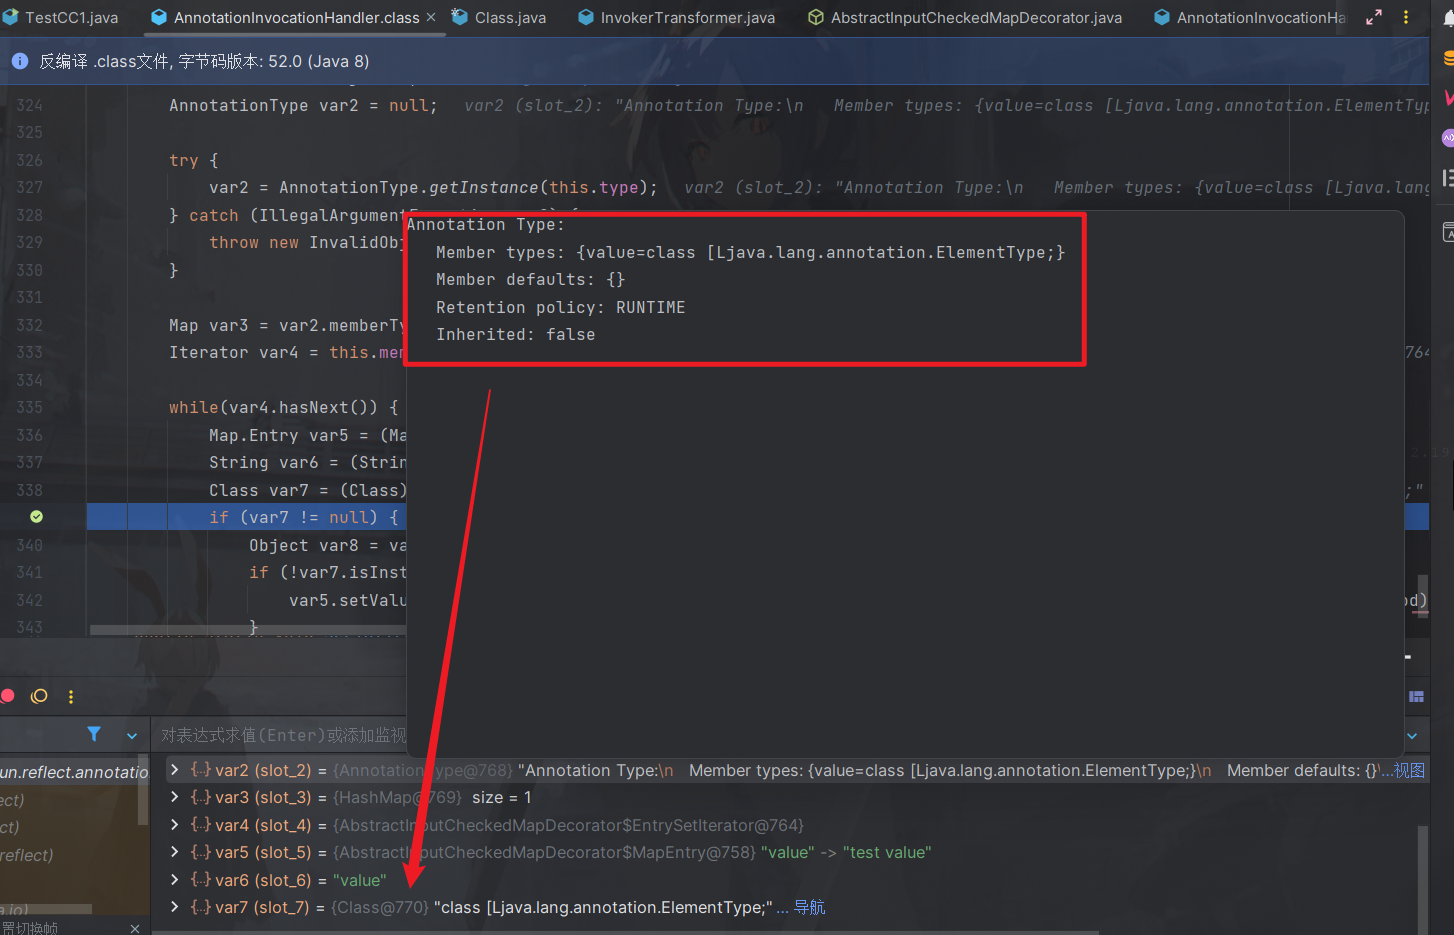 TestCC1.java
AnnotationInvocationHandler.class
Class.java
InvokerTransformer.java
AbstractInputCheckedMapDecorator.java
AnnotationInvocationHa
反编译 .class文件, 字节码版本: 52.0 (Java 8)
324 AnnotationType var2 = null; var2 (slot_2): "Annotation Type:\n   Member types: {value=class [Ljava.lang.annotation.ElementTyp
325
326 try {
327 var2 = AnnotationType.getInstance(this.type); var2 (slot_2): "Annotation Type:\n   Member types: {value=class [Ljava.lang
328 } catch (IllegalArgument
329 throw new InvalidObj
330 }
331
332 Map var3 = var2.memberTy
333 Iterator var4 = this.mem
764
334
335 while(var4.hasNext()) {
336 Map.Entry var5 = (Ma
337 String var6 = (Strin
338 Class var7 = (Class)
;"
if (var7 != null) {
340 Object var8 = va
341 if (!var7.isInst
342 var5.setValu
od)
343 }
Annotation Type:
Member types: {value=class [Ljava.lang.annotation.ElementType;}
Member defaults: {}
Retention policy: RUNTIME
Inherited: false
对表达式求值(Enter)或添加监视
un.reflect.annotatio
ect)
ct)
reflect)
a.io)
置切换帧
var2 (slot_2) = {AnnotationType@768} "Annotation Type:\n   Member types: {value=class [Ljava.lang.annotation.ElementType;}\n   Member defaults: {}\...视图
var3 (slot_3) = {HashMap@769} size = 1
var4 (slot_4) = {AbstractInputCheckedMapDecorator$EntrySetIterator@764}
var5 (slot_5) = {AbstractInputCheckedMapDecorator$MapEntry@758} "value" -> "test value"
var6 (slot_6) = "value"
var7 (slot_7) = {Class@770} "class [Ljava.lang.annotation.ElementType;" ... 导航